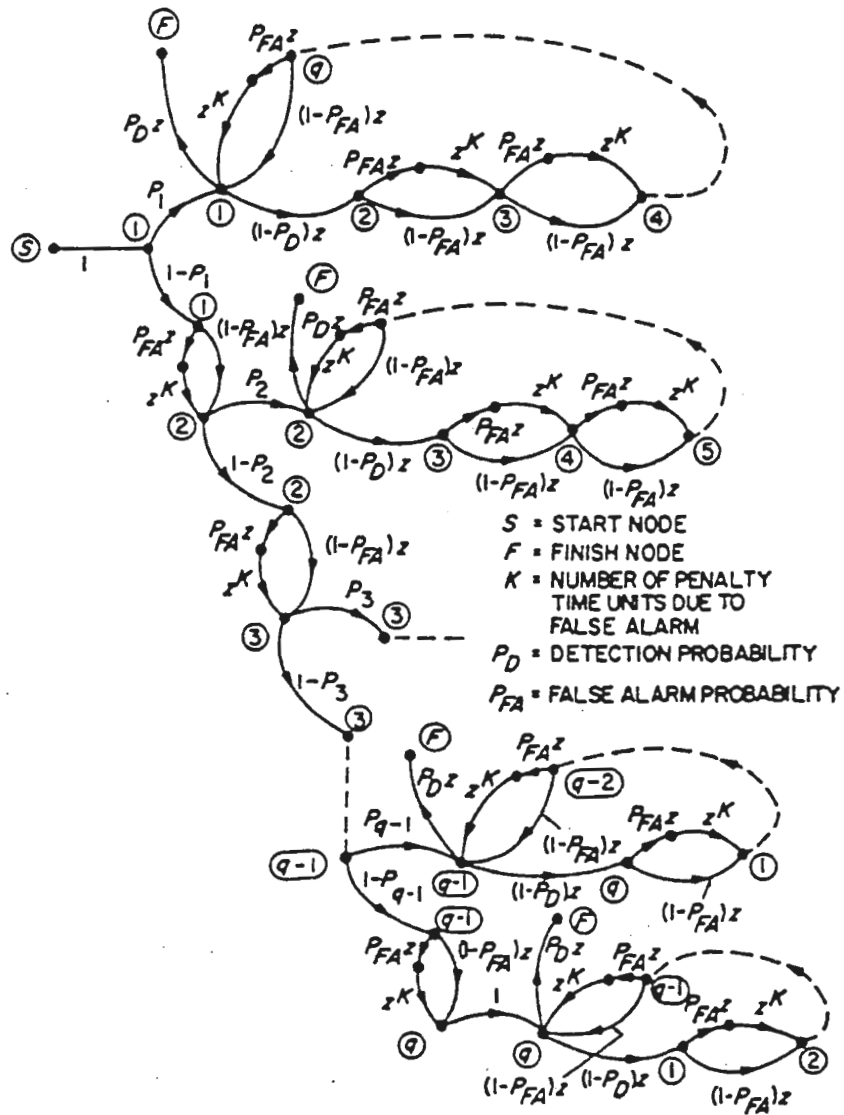 F
P_FA z
q
z^K
P_D z
(1-P_FA)z
P_1
1
P_FA z
z^K
P_FA z
z^K
S
1
1
2
3
4
(1-P_D)z
(1-P_FA)z
(1-P_FA)z
1-P_1
F
1
P_FA z
(1-P_FA)z
P_D z
P_FA z
z^K
P_2
z^K
(1-P_FA)z
z^K
P_FA z
z^K
2
2
P_FA z
3
4
5
(1-P_D)z
(1-P_FA)z
(1-P_FA)z
1-P_2
2
P_FA z
(1-P_FA)z
z^K
P_3
3
3
1-P_3
3
S = START NODE
F = FINISH NODE
K = NUMBER OF PENALTY
TIME UNITS DUE TO
FALSE ALARM
P_D = DETECTION PROBABILITY
P_FA = FALSE ALARM PROBABILITY
F
P_FA z
P_D z
z^K
q-2
P_q-1
(1-P_FA)z
P_FA z
z^K
q-1
q-1
(1-P_D)z
q
1
(1-P_FA)z
1-P_q-1
q-1
F
P_FA z
(1-P_FA)z
P_D z
z^K
P_FA z
q-1
z^K
1
P_FA z
z^K
q
q
(1-P_FA)z
(1-P_D)z
1
2
(1-P_FA)z